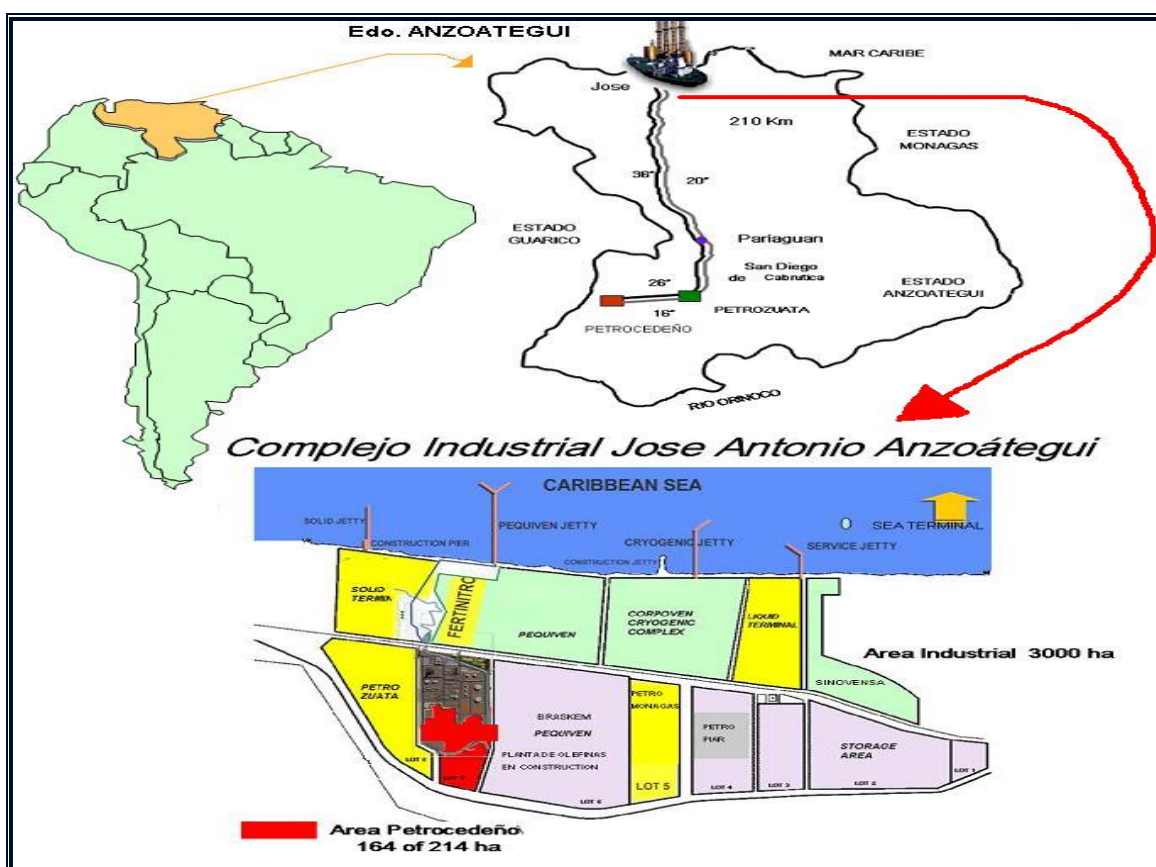 Edo. ANZOATEGUI
MAR CARIBE
Jose
210 Km
ESTADO
MONAGAS
36"
20"
ESTADO
GUARICO
Pariaguan
San Diego
de Cabrutica
ESTADO
ANZOATEGUI
26"
16"
PETROZUATA
PETROCEDEÑO
RIO ORINOCO
Complejo Industrial Jose Antonio Anzoátegui
CARIBBEAN SEA
SOLID JETTY
PEQUIVEN JETTY
SEA TERMINAL
CONSTRUCTION PIER
CRYOGENIC JETTY
SERVICE JETTY
CONSTRUCTION JETTY
SOLID
TERMIN
FERTINITRO
PEQUIVEN
CORPOVEN
CRYOGENIC
COMPLEX
LIQUID
TERMINAL
Area Industrial 3000 ha
SINOVENSA
PETRO
ZUATA
BRASKEM
PEQUIVEN
PLANTA DE OLEFINAS
EN CONSTRUCTION
PETRO
MONAGAS
PETRO
PIAR
STORAGE
AREA
LOT 6
LOT 5
LOT 4
LOT 3
LOT 2
LOT 1
Area Petrocedeño
164 of 214 ha